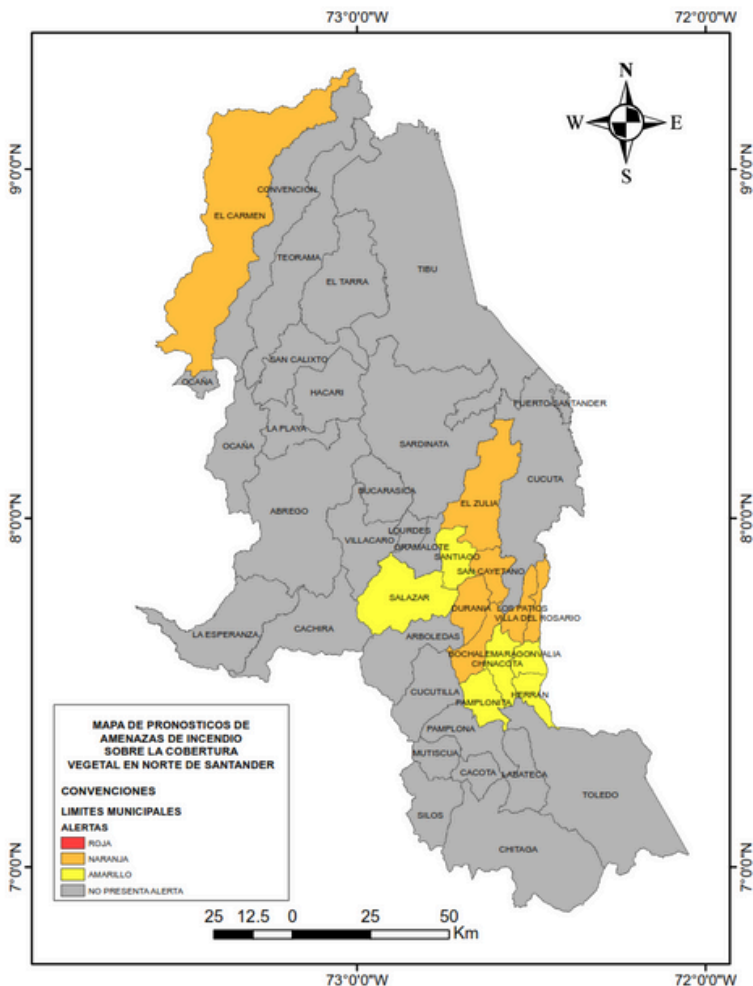 73°0'0"W
72°0'0"W
N
W
E
S
9°0'0"N
9°0'0"N
CONVENCIÓN
EL CARMEN
TEORAMA
TIBU
EL TARRA
SAN CALIXTO
OCAÑA
HACARI
PUERTO SANTANDER
LA PLAYA
OCAÑA
SARDINATA
CUCUTA
BUCARASICA
EL ZULIA
ABREGO
8°0'0"N
8°0'0"N
LOURDES
VILLACARO
GRAMALOTE
SANTIAGO
SAN CAYETANO
SALAZAR
DURANIA
LOS PATIOS
VILLA DEL ROSARIO
CACHIRA
LA ESPERANZA
ARBOLEDAS
BOCHALEMA
RAGONVALIA
CHINACOTA
CUCUTILLA
HERRAN
PAMPLONITA
PAMPLONA
MUTISCUA
CACOTA
LABATECA
TOLEDO
SILOS
CHITAGA
7°0'0"N
7°0'0"N
MAPA DE PRONOSTICOS DE
AMENAZAS DE INCENDIO
SOBRE LA COBERTURA
VEGETAL EN NORTE DE SANTANDER
CONVENCIONES
LIMITES MUNICIPALES
ALERTAS
ROJA
NARANJA
AMARILLO
NO PRESENTA ALERTA
25 12.5 0 25 50
Km
73°0'0"W
72°0'0"W